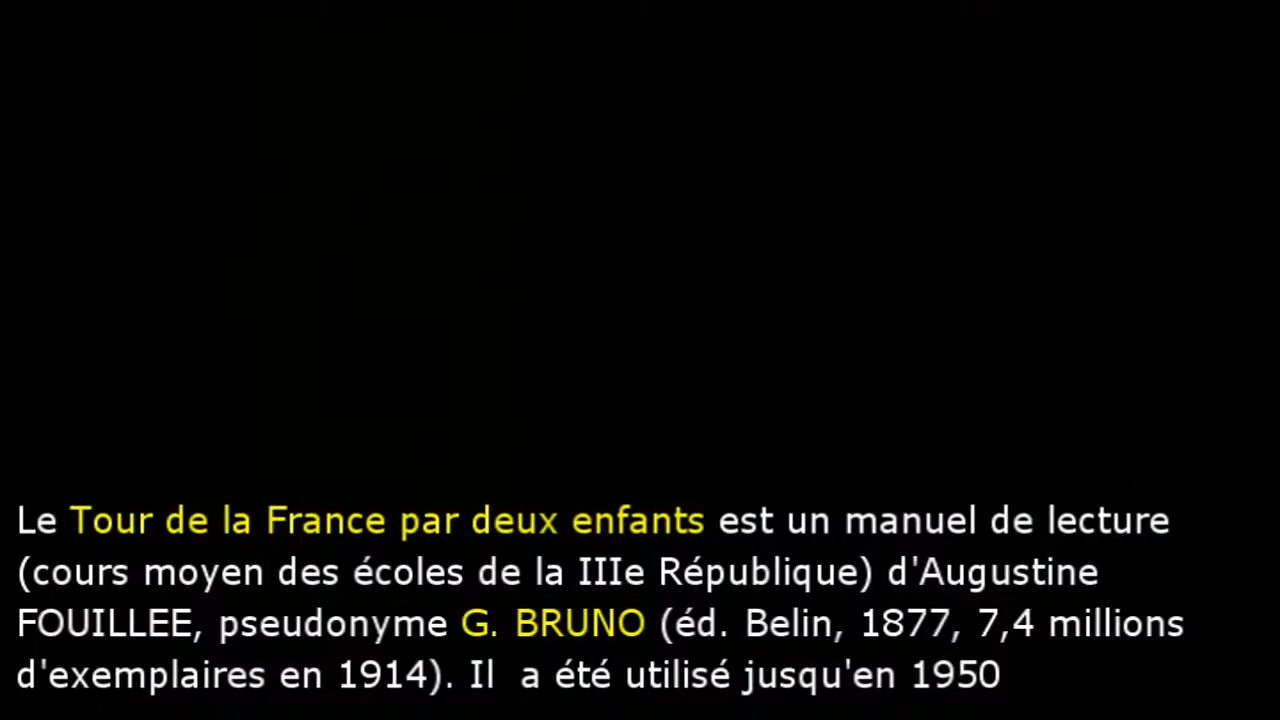 Le Tour de la France par deux enfants est un manuel de lecture
(cours moyen des écoles de la IIIe République) d'Augustine
FOUILLEE, pseudonyme G. BRUNO (éd. Belin, 1877, 7,4 millions
d'exemplaires en 1914). Il  a été utilisé jusqu'en 1950